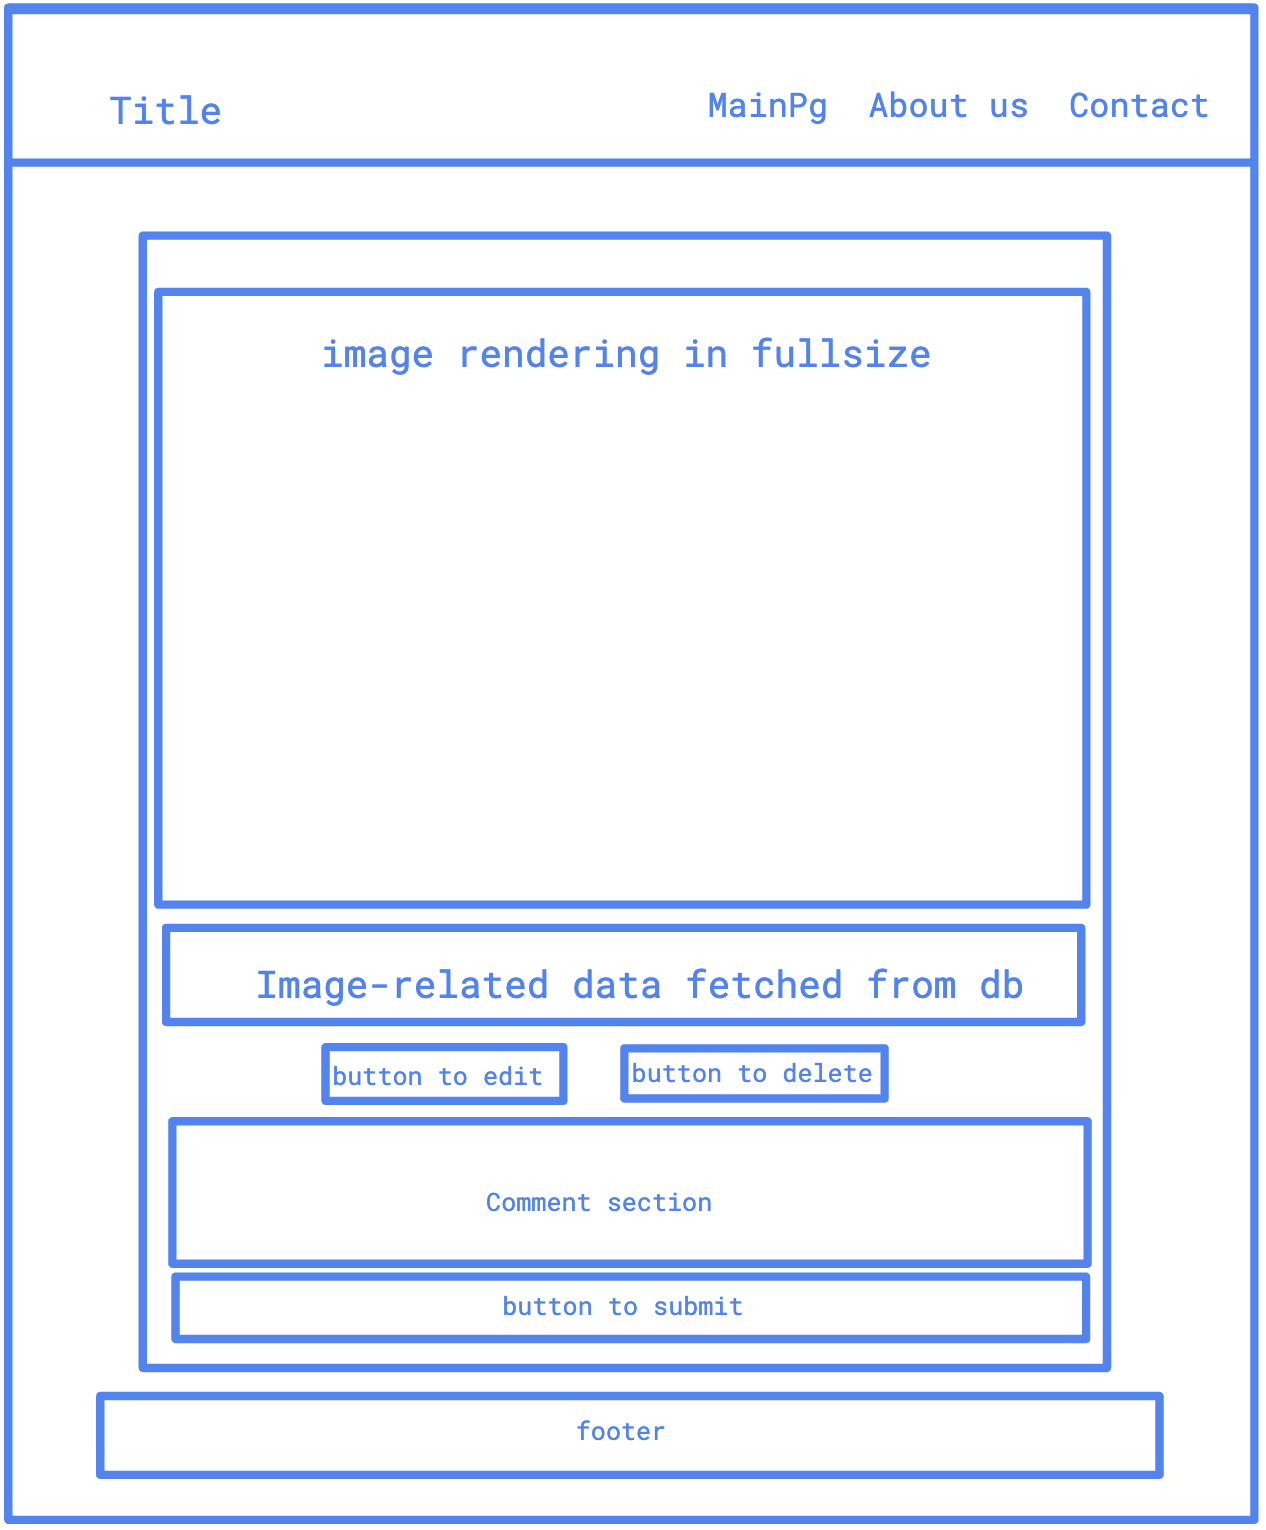 Title
MainPg About us Contact
image rendering in fullsize
Image-related data fetched from db
button to edit
button to delete
Comment section
button to submit
footer